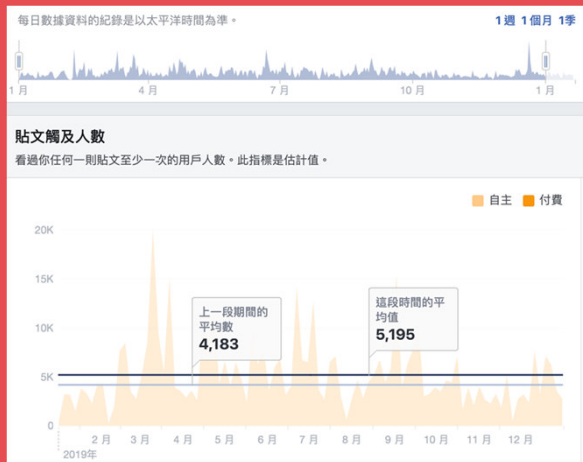 每日數據資料的紀錄是以太平洋時間為準。
1週 1個月 1季
1月 4月 7月 10月 1月
貼文觸及人數
看過你任何一則貼文至少一次的用戶人數。此指標是估計值。
自主 付費
20K
15K
10K
5K
0
上一段期間的
平均數
4,183
這段時間的平
均值
5,195
2月 3月 4月 5月 6月 7月 8月 9月 10月 11月 12月
2019年